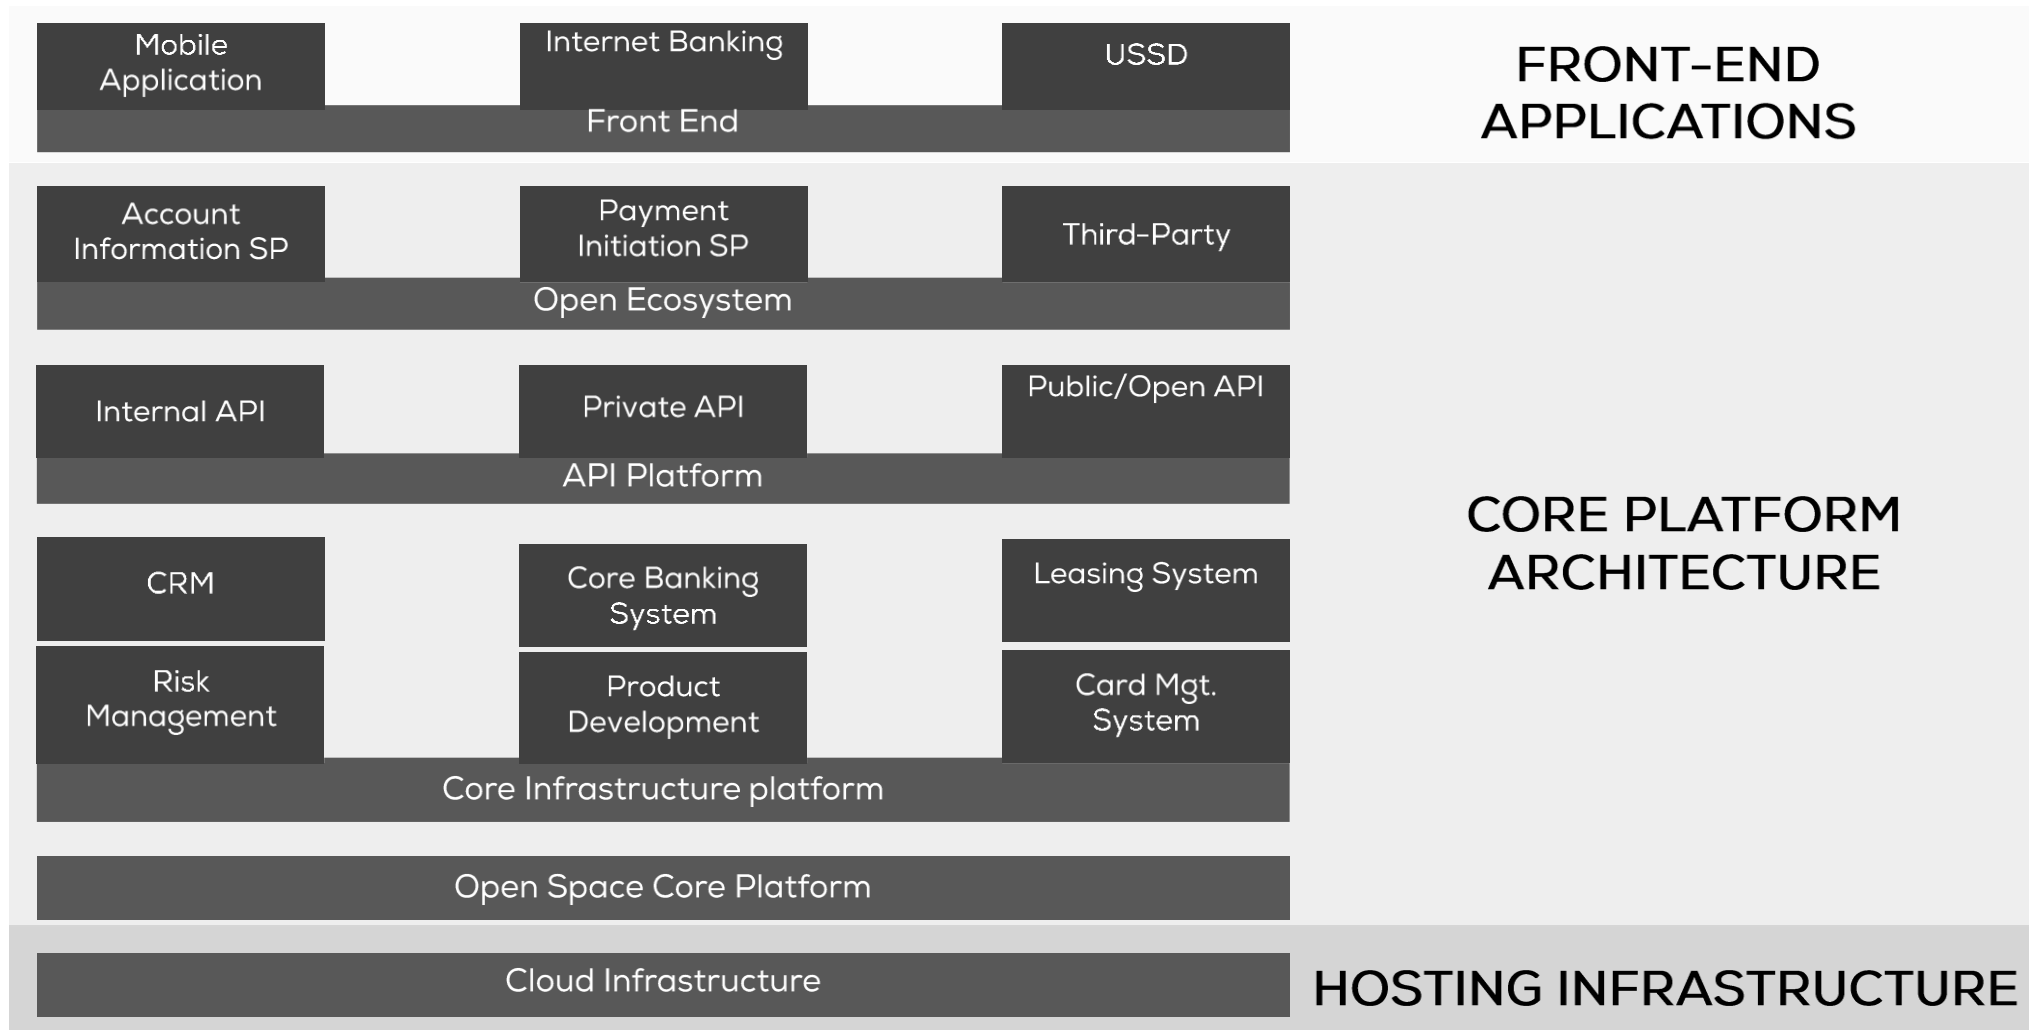 Mobile
Application
Internet Banking
USSD
Front End
FRONT-END
APPLICATIONS
Account
Information SP
Payment
Initiation SP
Third-Party
Open Ecosystem
Internal API
Private API
Public/Open API
API Platform
CORE PLATFORM
ARCHITECTURE
CRM
Core Banking
System
Leasing System
Risk
Management
Product
Development
Card Mgt.
System
Core Infrastructure platform
Open Space Core Platform
Cloud Infrastructure
HOSTING INFRASTRUCTURE